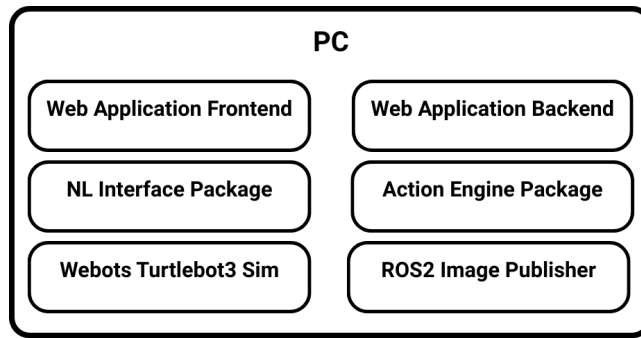 PC
Web Application Frontend
Web Application Backend
NL Interface Package
Action Engine Package
Webots Turtlebot3 Sim
ROS2 Image Publisher